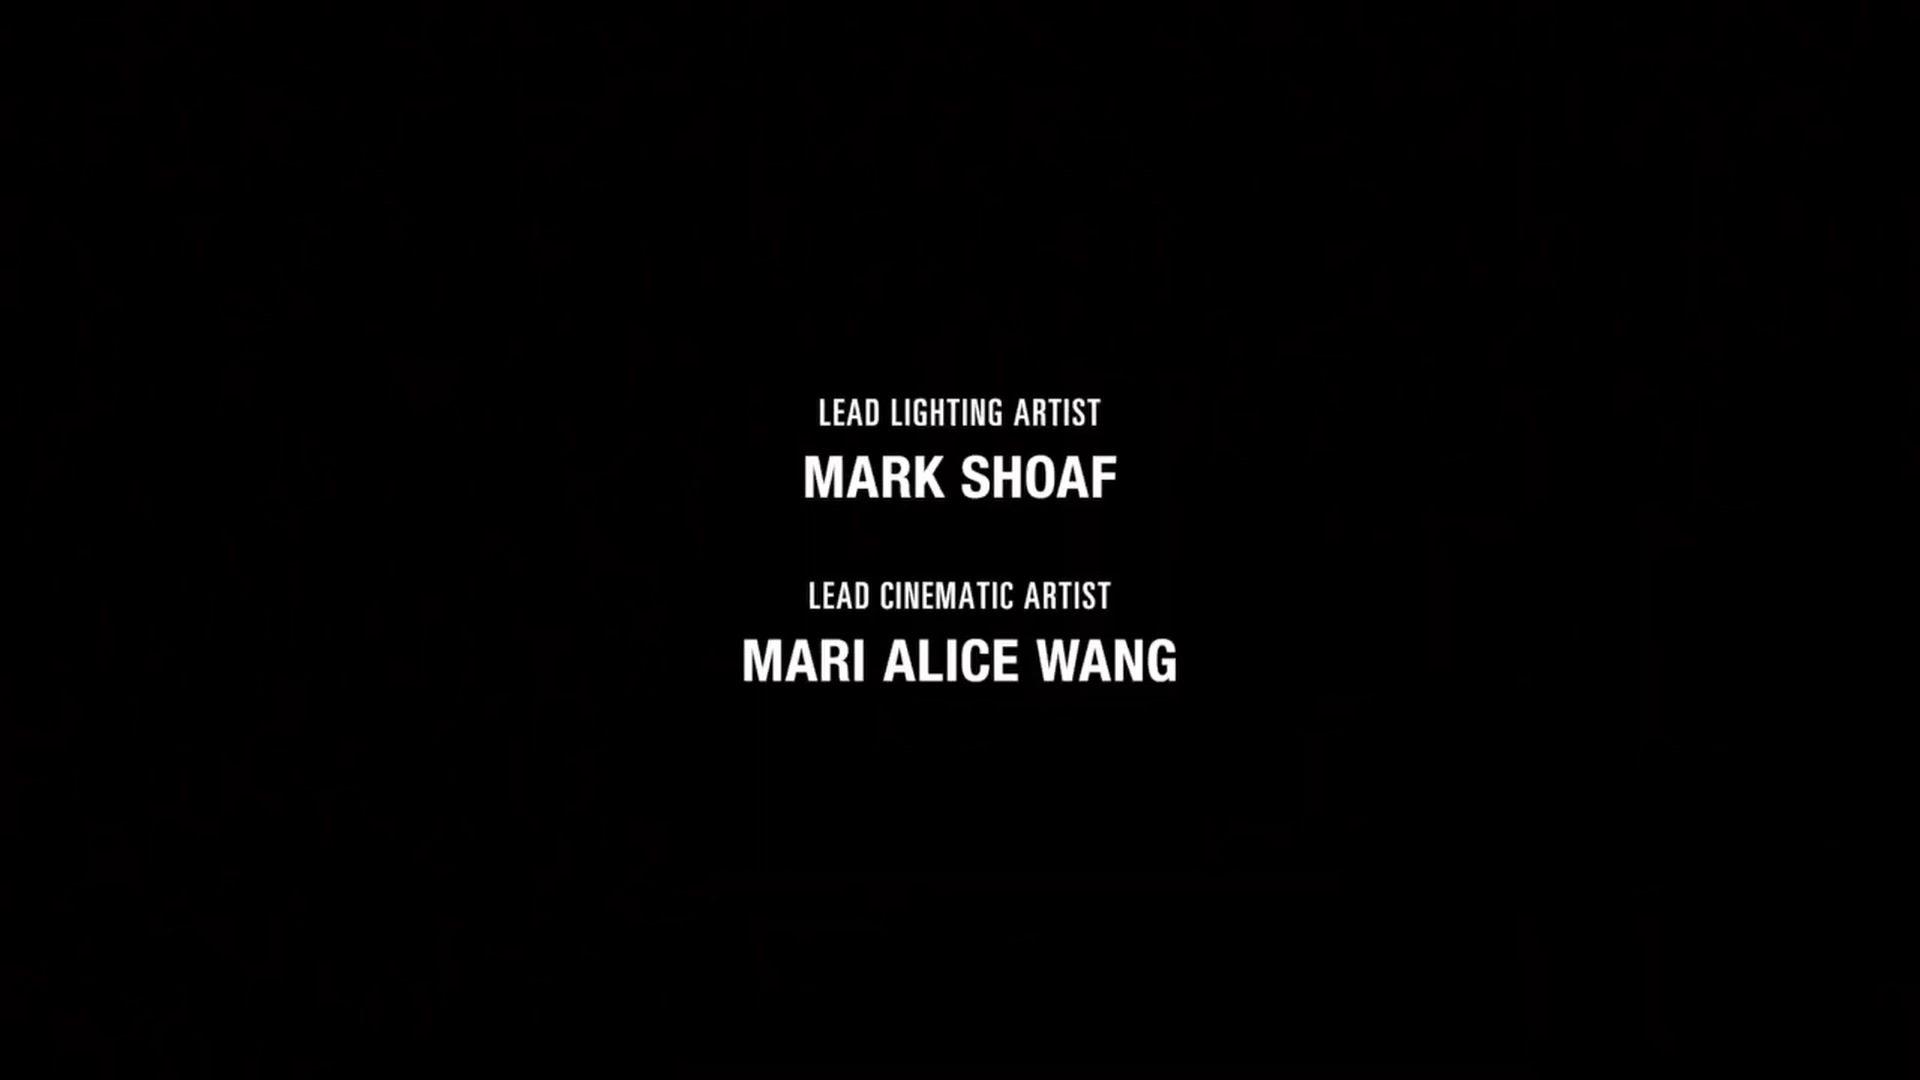 LEAD LIGHTING ARTIST
MARK SHOAF
LEAD CINEMATIC ARTIST
MARI ALICE WANG